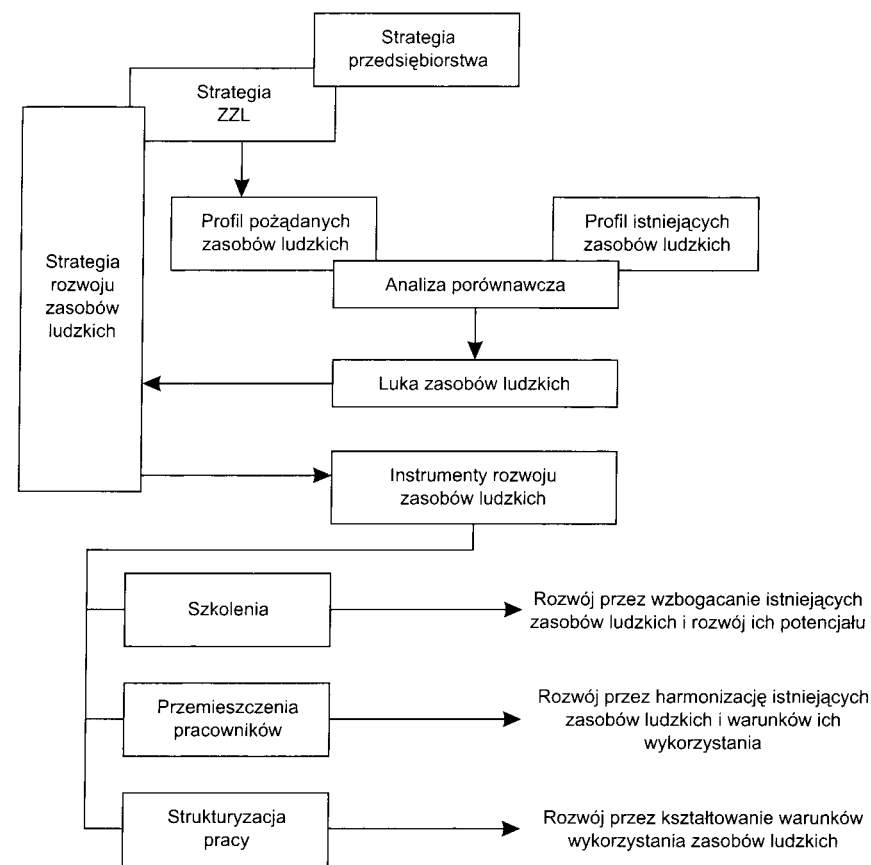 Strategia
przedsiębiorstwa
Strategia
ZZL
Profil pożądanych
zasobów ludzkich
Profil istniejących
zasobów ludzkich
Strategia
rozwoju
zasobów
ludzkich
Analiza porównawcza
Luka zasobów ludzkich
Instrumenty rozwoju
zasobów ludzkich
Szkolenia
Rozwój przez wzbogacanie istniejących
zasobów ludzkich i rozwój ich potencjału
Przemieszczenia
pracowników
Rozwój przez harmonizację istniejących
zasobów ludzkich i warunków ich
wykorzystania
Strukturyzacja
pracy
Rozwój przez kształtowanie warunków
wykorzystania zasobów ludzkich